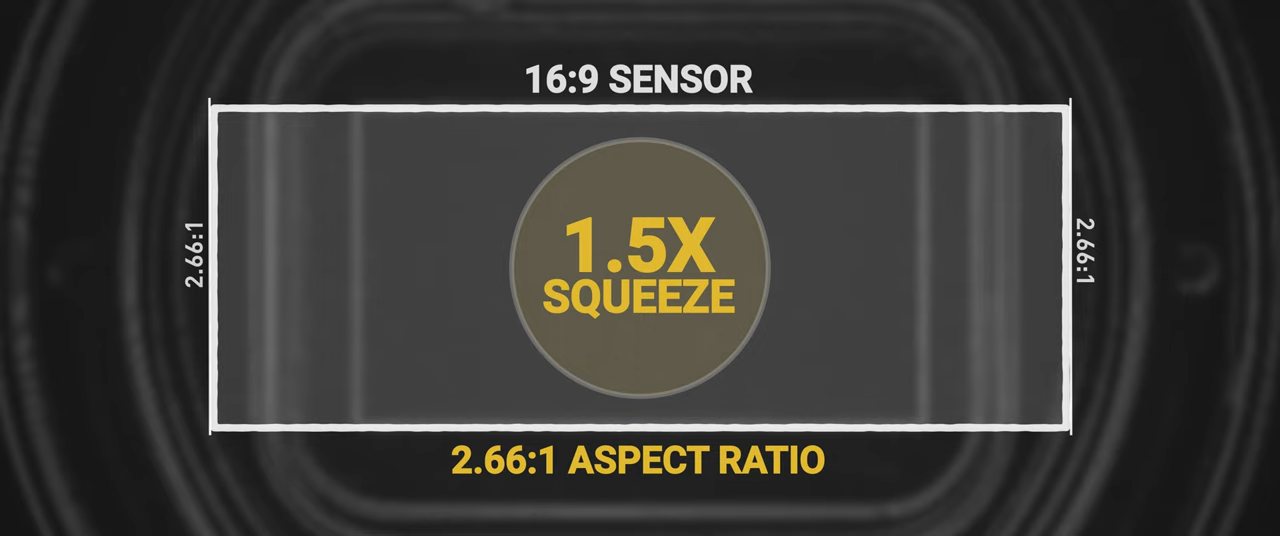 16:9 SENSOR
2.66:1
1.5X
SQUEEZE
2.66:1
2.66:1 ASPECT RATIO